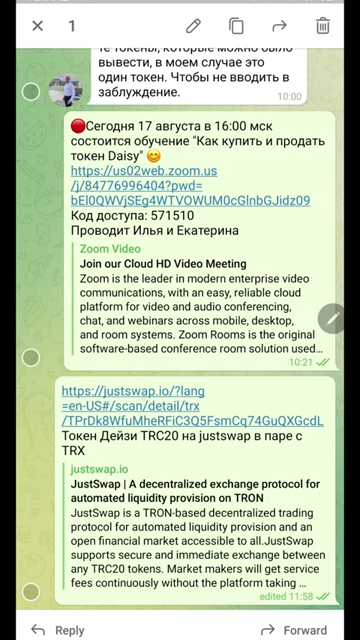 1
те токены, которые можно было
вывести, в моем случае это
один токен. Чтобы не вводить в
заблуждение.
10:00
🔴Сегодня 17 августа в 16:00 мск
состоится обучение "Как купить и продать
токен Daisy" 😊
https://us02web.zoom.us
/j/84776996404?pwd=
bEl0QWVjSEg4WTVOWUM0cGlnbGJidz09
Код доступа: 571510
Проводит Илья и Екатерина
Zoom Video
Join our Cloud HD Video Meeting
Zoom is the leader in modern enterprise video
communications, with an easy, reliable cloud
platform for video and audio conferencing,
chat, and webinars across mobile, desktop,
and room systems. Zoom Rooms is the original
software-based conference room solution used...
10:21
https://justswap.io/?lang
=en-US#/scan/detail/trx
/TPrDk8WfuMheRFiC3Q5FsmCq74GuQXGcdL
Токен Дейзи TRC20 на justswap в паре с
TRX
justswap.io
JustSwap | A decentralized exchange protocol for
automated liquidity provision on TRON
JustSwap is a TRON-based decentralized trading
protocol for automated liquidity provision and an
open financial market accessible to all.JustSwap
supports secure and immediate exchange between
any TRC20 tokens. Market makers will get service
fees continuously without the platform taking ...
edited 11:58
Reply
Forward